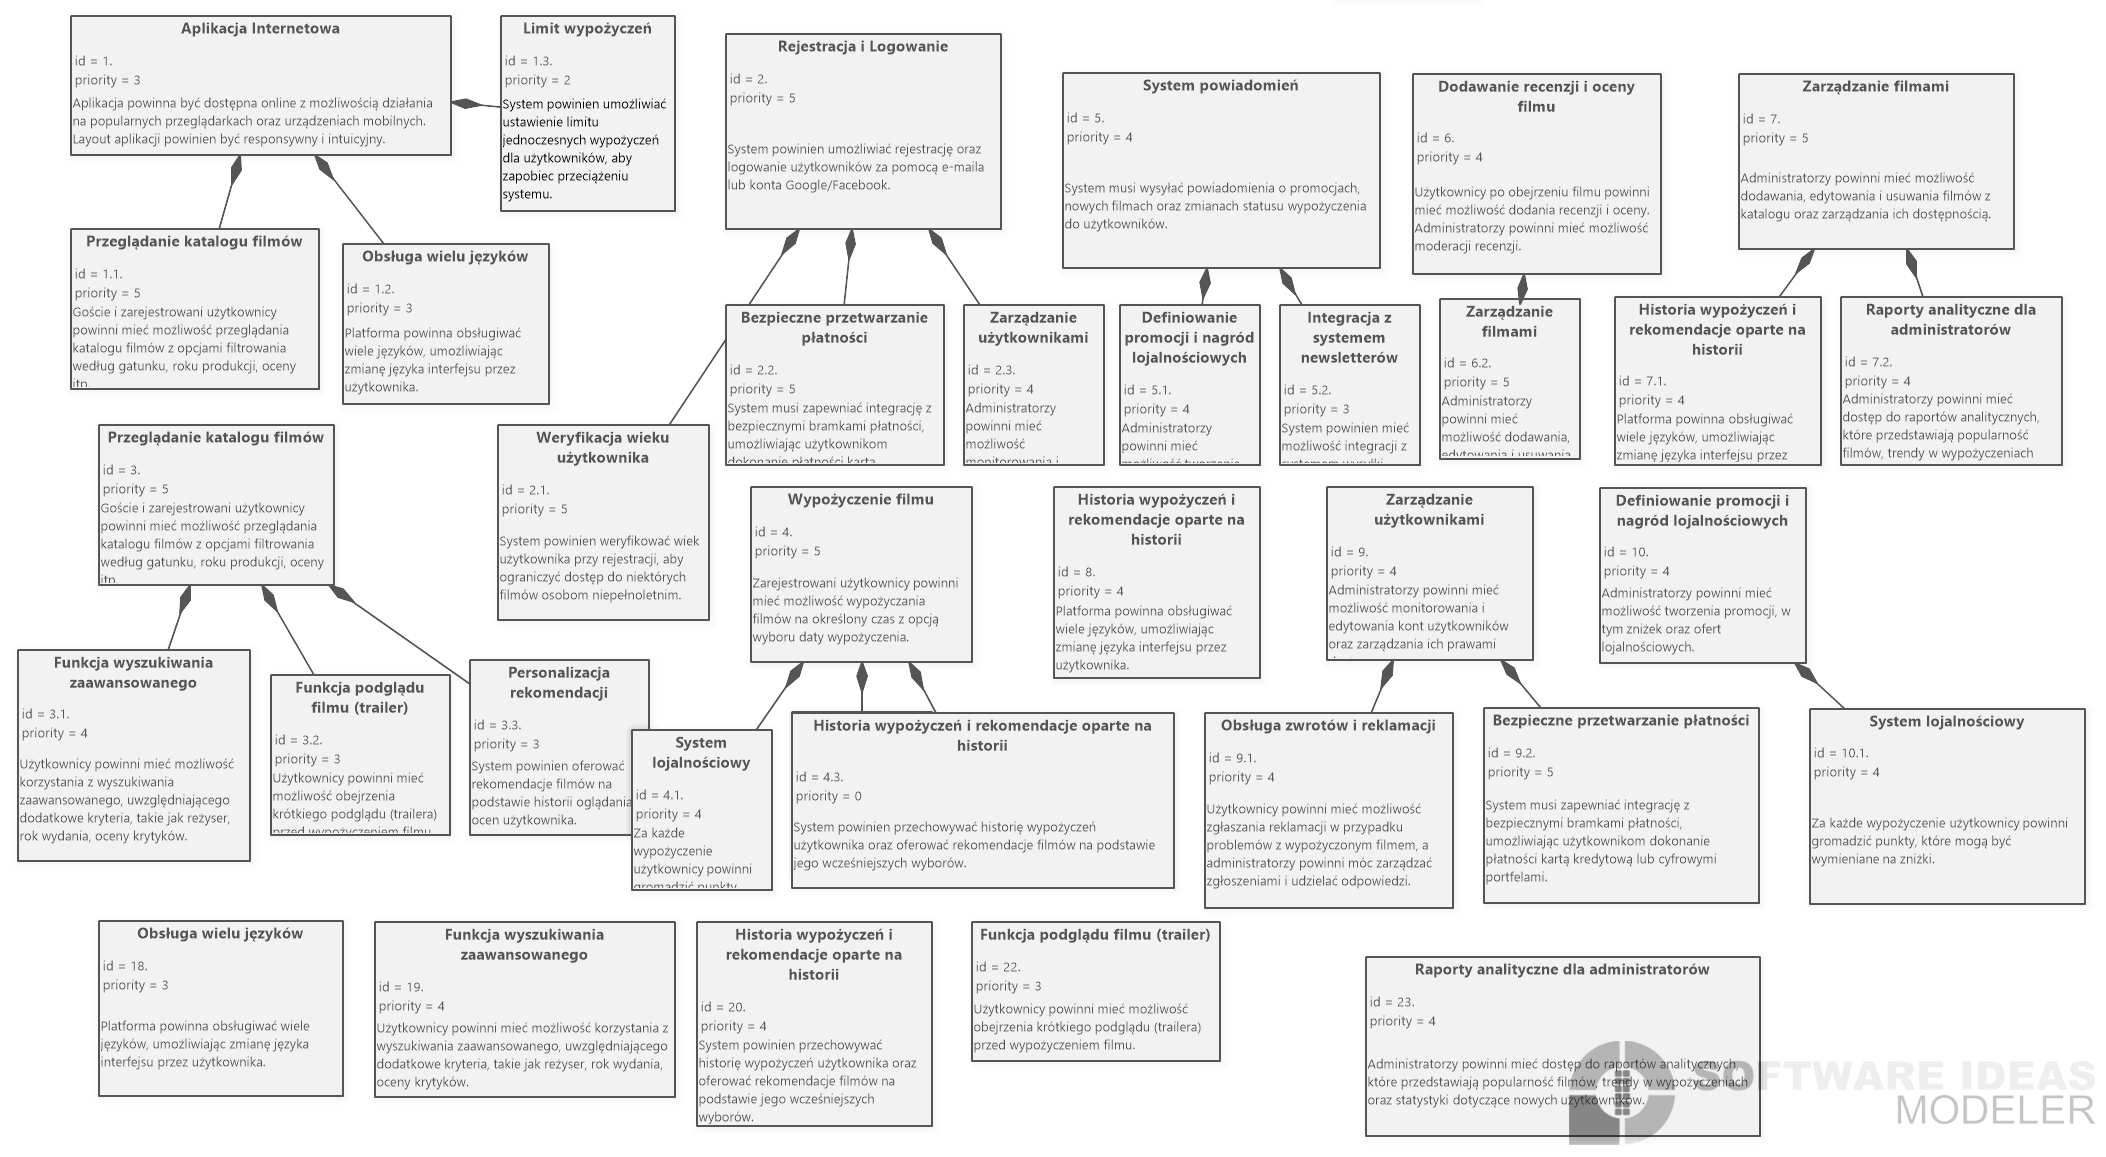 Aplikacja Internetowa
id = 1.
priority = 3
Aplikacja powinna być dostępna online z możliwością działania
na popularnych przeglądarkach oraz urządzeniach mobilnych.
Layout aplikacji powinien być responsywny i intuicyjny.
Limit wypożyczeń
id = 1.3.
priority = 2
System powinien umożliwiać
ustawienie limitu
jednoczesnych wypożyczeń
dla użytkowników, aby
zapobiec przeciążeniu
systemu.
Rejestracja i Logowanie
id = 2.
priority = 5
System powinien umożliwiać rejestrację oraz
logowanie użytkowników za pomocą e-maila
lub konta Google/Facebook.
System powiadomień
id = 5.
priority = 4
System musi wysyłać powiadomienia o promocjach,
nowych filmach oraz zmianach statusu wypożyczenia
do użytkowników.
Dodawanie recenzji i oceny
filmu
id = 6.
priority = 4
Użytkownicy po obejrzeniu filmu powinni
mieć możliwość dodania recenzji i oceny.
Administratorzy powinni mieć możliwość
moderacji recenzji.
Zarządzanie filmami
id = 7.
priority = 5
Administratorzy powinni mieć możliwość
dodawania, edytowania i usuwania filmów z
katalogu oraz zarządzania ich dostępnością.
Przeglądanie katalogu filmów
id = 1.1.
priority = 5
Goście i zarejestrowani użytkownicy
powinni mieć możliwość przeglądania
katalogu filmów z opcjami filtrowania
według gatunku, roku produkcji, oceny
itp.
Obsługa wielu języków
id = 1.2.
priority = 3
Platforma powinna obsługiwać
wiele języków, umożliwiając
zmianę języka interfejsu przez
użytkownika.
Bezpieczne przetwarzanie
płatności
id = 2.2.
priority = 5
System musi zapewniać integrację z
bezpiecznymi bramkami płatności,
umożliwiając użytkownikom
dokonanie płatności kartą
Zarządzanie
użytkownikami
id = 2.3.
priority = 4
Administratorzy
powinni mieć
możliwość
monitorowania i
Definiowanie
promocji i nagród
lojalnościowych
id = 5.1.
priority = 4
Administratorzy
powinni mieć
możliwość tworzenia
Integracja z
systemem
newsletterów
id = 5.2.
priority = 3
System powinien mieć
możliwość integracji z
systemem wysyłki
Zarządzanie
filmami
id = 6.2.
priority = 5
Administratorzy
powinni mieć
możliwość dodawania,
edytowania i usuwania
Historia wypożyczeń i
rekomendacje oparte na
historii
id = 7.1.
priority = 4
Platforma powinna obsługiwać
wiele języków, umożliwiając
zmianę języka interfejsu przez
Raporty analityczne dla
administratorów
id = 7.2.
priority = 4
Administratorzy powinni mieć
dostęp do raportów analitycznych,
które przedstawiają popularność
filmów, trendy w wypożyczeniach
Przeglądanie katalogu filmów
id = 3.
priority = 5
Goście i zarejestrowani użytkownicy
powinni mieć możliwość przeglądania
katalogu filmów z opcjami filtrowania
według gatunku, roku produkcji, oceny
itp.
Weryfikacja wieku
użytkownika
id = 2.1.
priority = 5
System powinien weryfikować wiek
użytkownika przy rejestracji, aby
ograniczyć dostęp do niektórych
filmów osobom niepełnoletnim.
Wypożyczenie filmu
id = 4.
priority = 5
Zarejestrowani użytkownicy powinni
mieć możliwość wypożyczania
filmów na określony czas z opcją
wyboru daty wypożyczenia.
Historia wypożyczeń i
rekomendacje oparte na
historii
id = 8.
priority = 4
Platforma powinna obsługiwać
wiele języków, umożliwiając
zmianę języka interfejsu przez
użytkownika.
Zarządzanie
użytkownikami
id = 9.
priority = 4
Administratorzy powinni mieć
możliwość monitorowania i
edytowania kont użytkowników
oraz zarządzania ich prawami
Definiowanie promocji i
nagród lojalnościowych
id = 10.
priority = 4
Administratorzy powinni mieć
możliwość tworzenia promocji, w
tym zniżek oraz ofert
lojalnościowych.
Funkcja wyszukiwania
zaawansowanego
id = 3.1.
priority = 4
Użytkownicy powinni mieć możliwość
korzystania z wyszukiwania
zaawansowanego, uwzględniającego
dodatkowe kryteria, takie jak reżyser,
rok wydania, oceny krytyków.
Funkcja podglądu
filmu (trailer)
id = 3.2.
priority = 3
Użytkownicy powinni mieć
możliwość obejrzenia
krótkiego podglądu (trailera)
przed wypożyczeniem filmu
Personalizacja
rekomendacji
id = 3.3.
priority = 3
System powinien oferować
rekomendacje filmów na
podstawie historii oglądania
ocen użytkownika.
System
lojalnościowy
id = 4.1.
priority = 4
Za każde
wypożyczenie
użytkownicy powinni
gromadzić punkty
Historia wypożyczeń i rekomendacje oparte na
historii
id = 4.3.
priority = 0
System powinien przechowywać historię wypożyczeń
użytkownika oraz oferować rekomendacje filmów na podstawie
jego wcześniejszych wyborów.
Obsługa zwrotów i reklamacji
id = 9.1.
priority = 4
Użytkownicy powinni mieć możliwość
zgłaszania reklamacji w przypadku
problemów z wypożyczonym filmem, a
administratorzy powinni móc zarządzać
zgłoszeniami i udzielać odpowiedzi.
Bezpieczne przetwarzanie płatności
id = 9.2.
priority = 5
System musi zapewniać integrację z
bezpiecznymi bramkami płatności,
umożliwiając użytkownikom dokonanie
płatności kartą kredytową lub cyfrowymi
portfelami.
System lojalnościowy
id = 10.1.
priority = 4
Za każde wypożyczenie użytkownicy powinni
gromadzić punkty, które mogą być
wymieniane na zniżki.
Obsługa wielu języków
id = 18.
priority = 3
Platforma powinna obsługiwać wiele
języków, umożliwiając zmianę języka
interfejsu przez użytkownika.
Funkcja wyszukiwania
zaawansowanego
id = 19.
priority = 4
Użytkownicy powinni mieć możliwość korzystania z
wyszukiwania zaawansowanego, uwzględniającego
dodatkowe kryteria, takie jak reżyser, rok wydania,
oceny krytyków.
Historia wypożyczeń i
rekomendacje oparte na
historii
id = 20.
priority = 4
System powinien przechowywać
historię wypożyczeń użytkownika oraz
oferować rekomendacje filmów na
podstawie jego wcześniejszych
wyborów.
Funkcja podglądu filmu (trailer)
id = 22.
priority = 3
Użytkownicy powinni mieć możliwość
obejrzenia krótkiego podglądu (trailera)
przed wypożyczeniem filmu.
Raporty analityczne dla administratorów
id = 23.
priority = 4
Administratorzy powinni mieć dostęp do raportów analitycznych,
które przedstawiają popularność filmów, trendy w wypożyczeniach
oraz statystyki dotyczące nowych użytkowników.
SOFTWARE IDEAS
MODELER